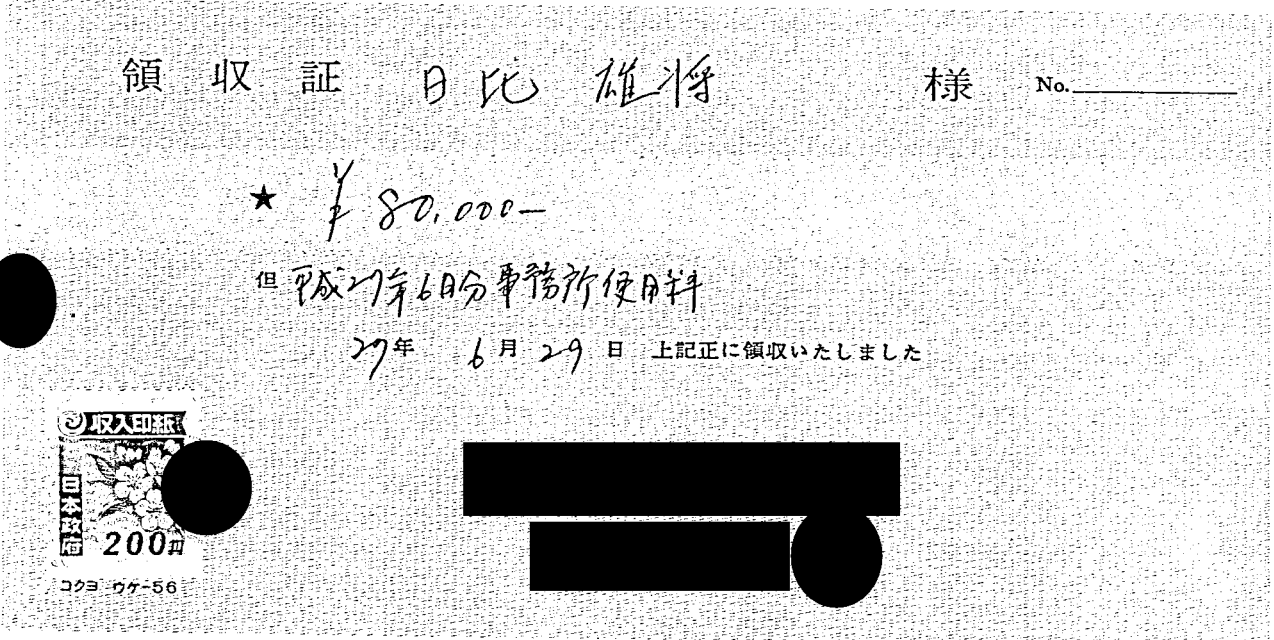 領収証 日比 雄将 様 No.
★ ¥80,000－
但 平成27年6月分事務所使用料
27年 6月29日 上記正に領収いたしました
収入印紙
日本政府
200円
コクヨ ウケ-56